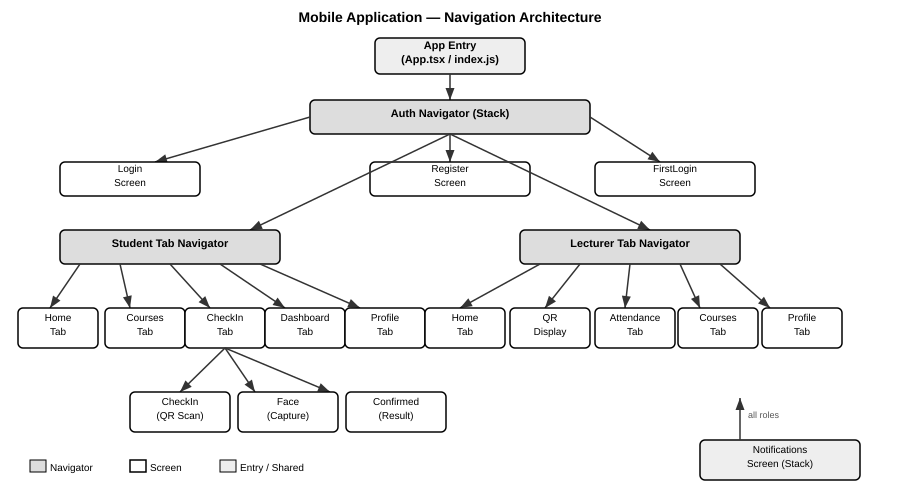 Mobile Application — Navigation Architecture
App Entry
(App.tsx / index.js)
Auth Navigator (Stack)
Login
Screen
Register
Screen
FirstLogin
Screen
Student Tab Navigator
Lecturer Tab Navigator
Home
Tab
Courses
Tab
CheckIn
Tab
Dashboard
Tab
Profile
Tab
Home
Tab
QR
Display
Attendance
Tab
Courses
Tab
Profile
Tab
CheckIn
(QR Scan)
Face
(Capture)
Confirmed
(Result)
all roles
Notifications
Screen (Stack)
Navigator
Screen
Entry / Shared